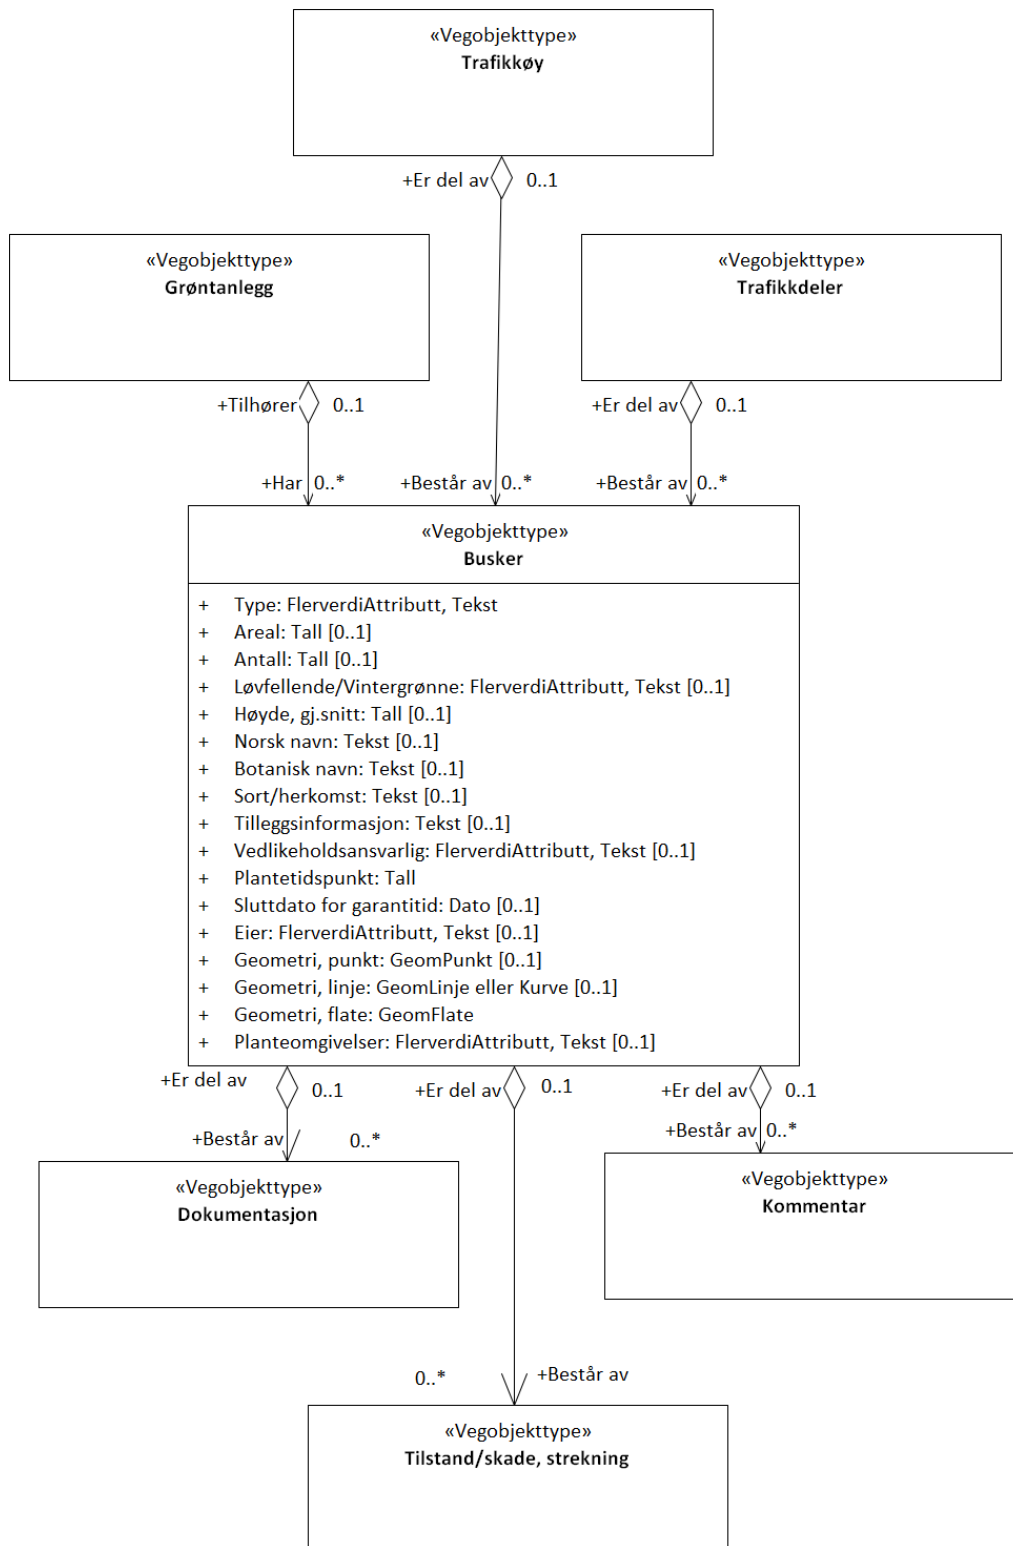 «Vegobjekttype»
Trafikkøy
+Er del av 0..1
«Vegobjekttype»
Grøntanlegg
«Vegobjekttype»
Trafikkdeler
+Tilhører 0..1
+Er del av 0..1
+Har 0..*
+Består av 0..*
+Består av 0..*
«Vegobjekttype»
Busker
+ Type: FlerverdiAttributt, Tekst
+ Areal: Tall [0..1]
+ Antall: Tall [0..1]
+ Løvfellende/Vintergrønne: FlerverdiAttributt, Tekst [0..1]
+ Høyde, gj.snitt: Tall [0..1]
+ Norsk navn: Tekst [0..1]
+ Botanisk navn: Tekst [0..1]
+ Sort/herkomst: Tekst [0..1]
+ Tilleggsinformasjon: Tekst [0..1]
+ Vedlikeholdsansvarlig: FlerverdiAttributt, Tekst [0..1]
+ Plantetidspunkt: Tall
+ Sluttdato for garantitid: Dato [0..1]
+ Eier: FlerverdiAttributt, Tekst [0..1]
+ Geometri, punkt: GeomPunkt [0..1]
+ Geometri, linje: GeomLinje eller Kurve [0..1]
+ Geometri, flate: GeomFlate
+ Planteomgivelser: FlerverdiAttributt, Tekst [0..1]
+Er del av 0..1
+Er del av 0..1
+Er del av 0..1
+Består av 0..*
+Består av 0..*
«Vegobjekttype»
Dokumentasjon
«Vegobjekttype»
Kommentar
0..* +Består av
«Vegobjekttype»
Tilstand/skade, strekning